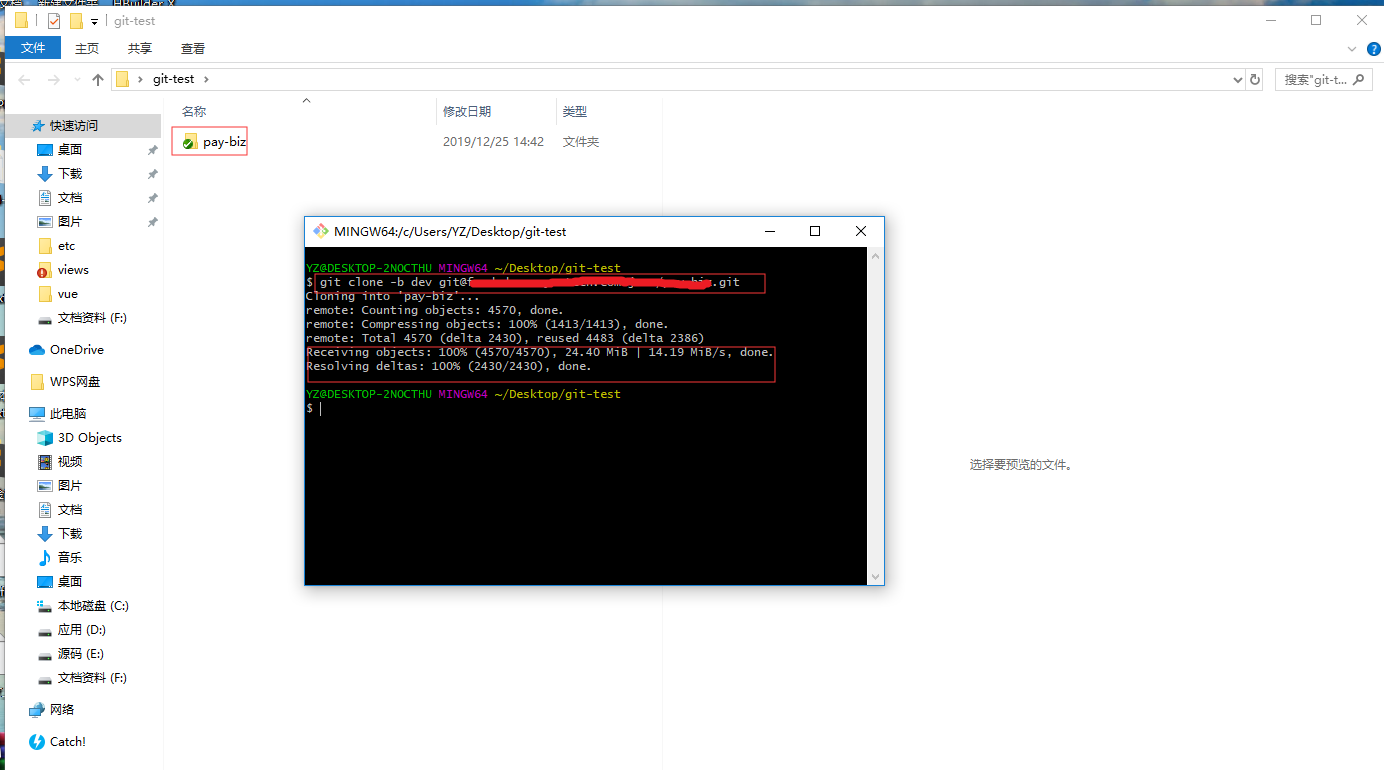 HBuilder X
git-test
文件
主页
共享
查看
git-test
搜索"git-t...
名称
修改日期
类型
快速访问
pay-biz
2019/12/25 14:42
文件夹
桌面
下载
文档
图片
etc
views
vue
文档资料 (F:)
OneDrive
WPS网盘
此电脑
3D Objects
视频
图片
文档
下载
音乐
桌面
本地磁盘 (C:)
应用 (D:)
源码 (E:)
文档资料 (F:)
网络
Catch!
MINGW64:/c/Users/YZ/Desktop/git-test
YZ@DESKTOP-2NOCTHU MINGW64 ~/Desktop/git-test
$ git clone -b dev git@ .git
Cloning into 'pay-biz'...
remote: Counting objects: 4570, done.
remote: Compressing objects: 100% (1413/1413), done.
remote: Total 4570 (delta 2430), reused 4483 (delta 2386)
Receiving objects: 100% (4570/4570), 24.40 MiB | 14.19 MiB/s, done.
Resolving deltas: 100% (2430/2430), done.
YZ@DESKTOP-2NOCTHU MINGW64 ~/Desktop/git-test
$
选择要预览的文件。